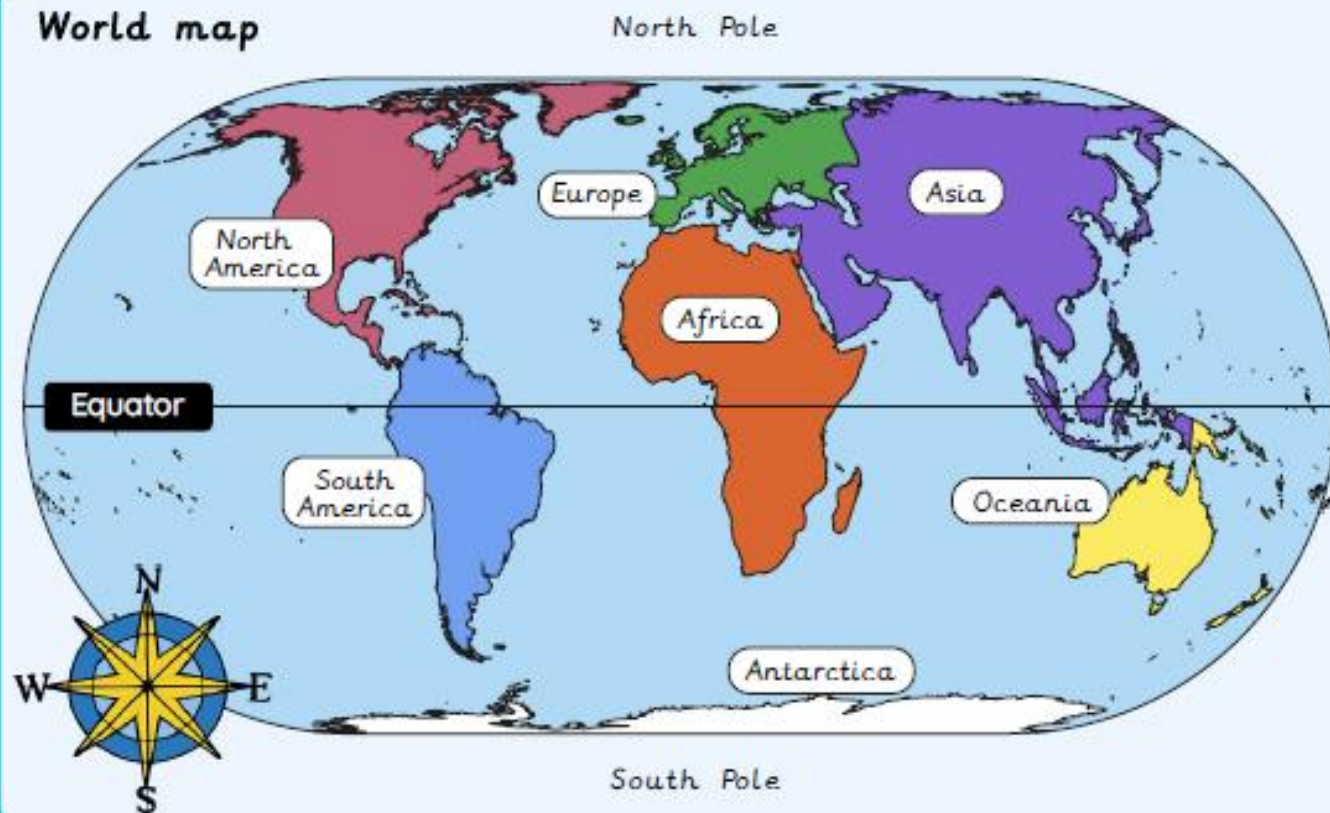 World map
North Pole
Europe
Asia
North
America
Africa
Equator
South
America
Oceania
N
W
E
S
Antarctica
South Pole